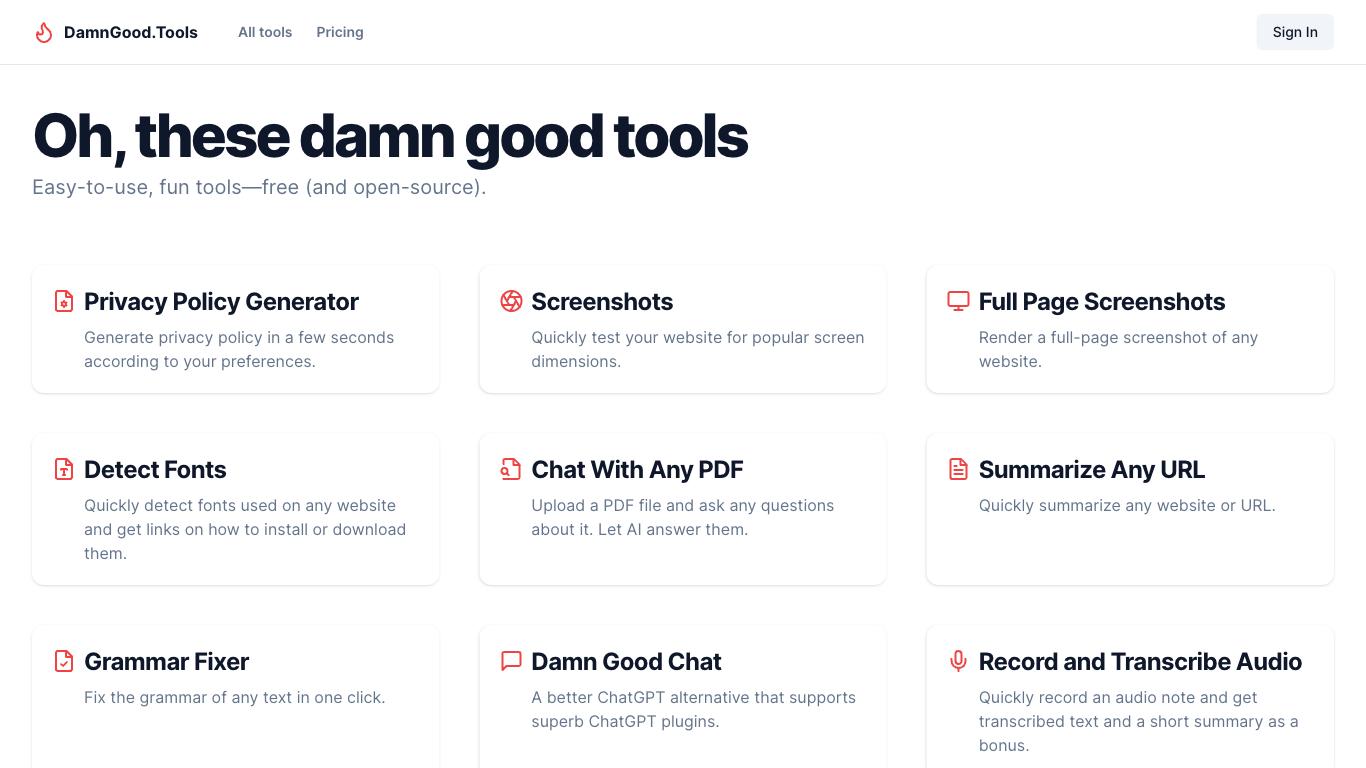 DamnGood.Tools All tools Pricing Sign In
Oh, these damn good tools
Easy-to-use, fun tools—free (and open-source).
Privacy Policy Generator
Generate privacy policy in a few seconds
according to your preferences.
Screenshots
Quickly test your website for popular screen
dimensions.
Full Page Screenshots
Render a full-page screenshot of any
website.
Detect Fonts
Quickly detect fonts used on any website
and get links on how to install or download
them.
Chat With Any PDF
Upload a PDF file and ask any questions
about it. Let AI answer them.
Summarize Any URL
Quickly summarize any website or URL.
Grammar Fixer
Fix the grammar of any text in one click.
Damn Good Chat
A better ChatGPT alternative that supports
superb ChatGPT plugins.
Record and Transcribe Audio
Quickly record an audio note and get
transcribed text and a short summary as a
bonus.